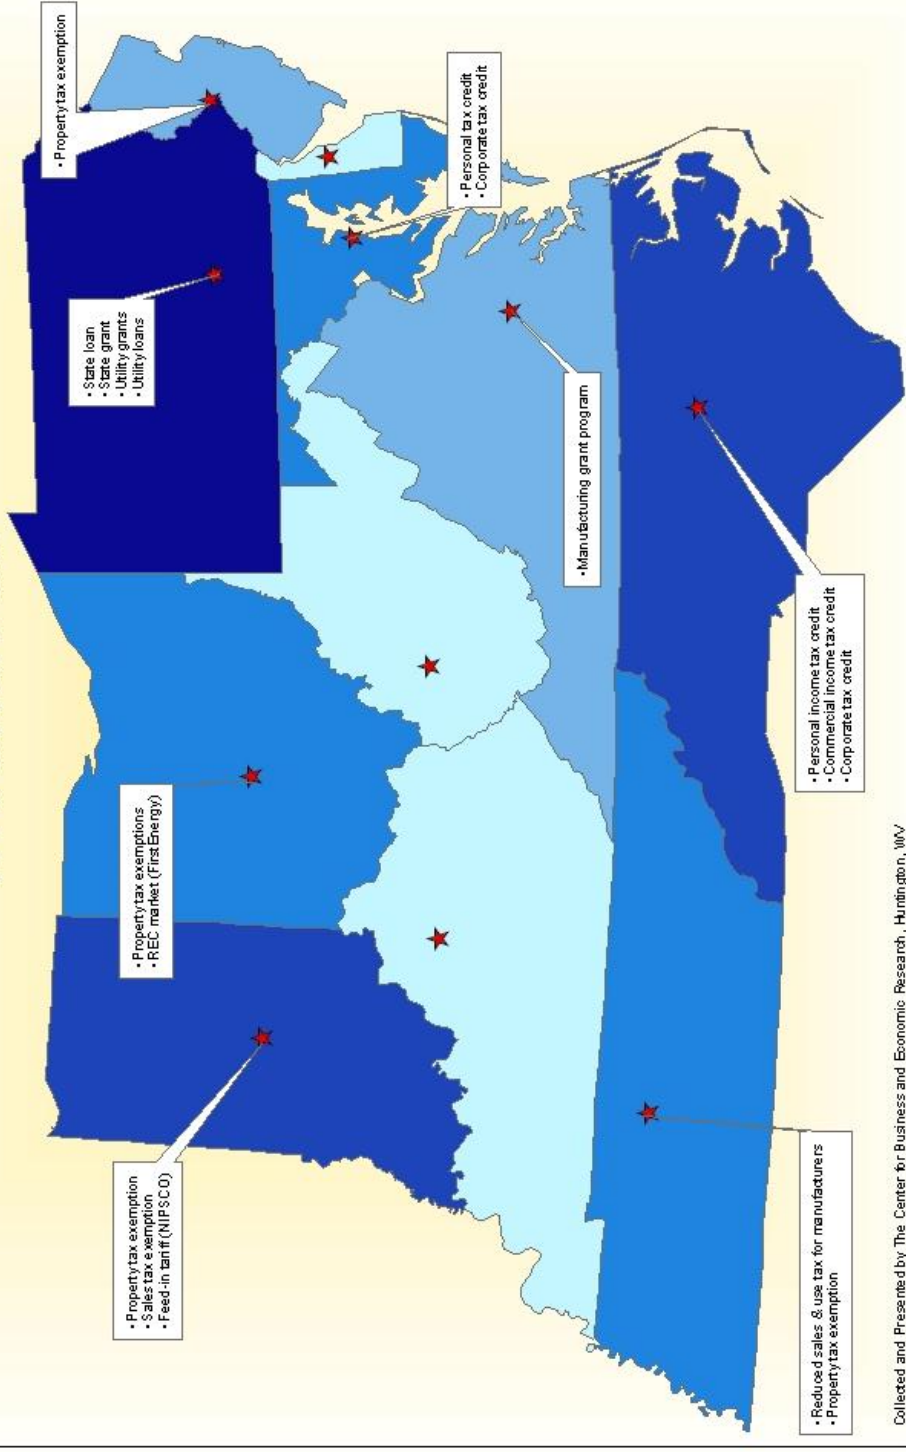 • Property tax exemption
• State loan
• State grant
• Utility grants
• Utility loans
• Personal tax credit
• Corporate tax credit
• Property tax exemptions
• REC market (FirstEnergy)
• Property tax exemption
• Sales tax exemption
• Feed-in tariff (NIPSCO)
• Manufacturing grant program
• Personal income tax credit
• Commercial income tax credit
• Corporate tax credit
• Reduced sales & use tax for manufacturers
• Property tax exemption
Collected and Presented by The Center for Business and Economic Research, Huntington, WV